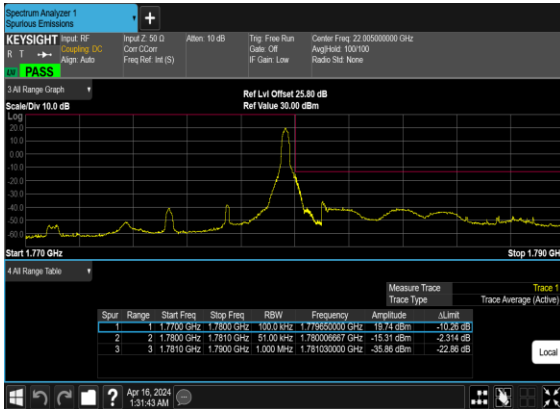 Spectrum Analyzer 1
Spurious Emissions
+
KEYSIGHT Input: RF Input Z: 50 Ω Atten: 10 dB Trig: Free Run Center Freq: 22.005000000 GHz
R T Coupling: DC Corr CCorr Gate: Off Avg|Hold: 100/100
Align: Auto Freq Ref: Int (S) IF Gain: Low Radio Std: None
PASS
3 All Range Graph
Ref Lvl Offset 25.80 dB
Scale/Div 10.0 dB Ref Value 30.00 dBm
Log
20.0
10.0
0.00
-10.0
-20.0
-30.0
-40.0
-50.0
-60.0
Start 1.770 GHz Stop 1.790 GH
4 All Range Table
Measure Trace Trace 1
Trace Type Trace Average (Active)
Spur Range Start Freq Stop Freq RBW Frequency Amplitude ΔLimit
1 1 1.7700 GHz 1.7800 GHz 100.0 kHz 1.779650000 GHz 19.74 dBm -10.26 dB
2 2 1.7800 GHz 1.7810 GHz 51.00 kHz 1.780006667 GHz -15.31 dBm -2.314 dB
3 3 1.7810 GHz 1.7900 GHz 1.000 MHz 1.781030000 GHz -35.86 dBm -22.86 dB
Local
? Apr 16, 2024
1:31:43 AM